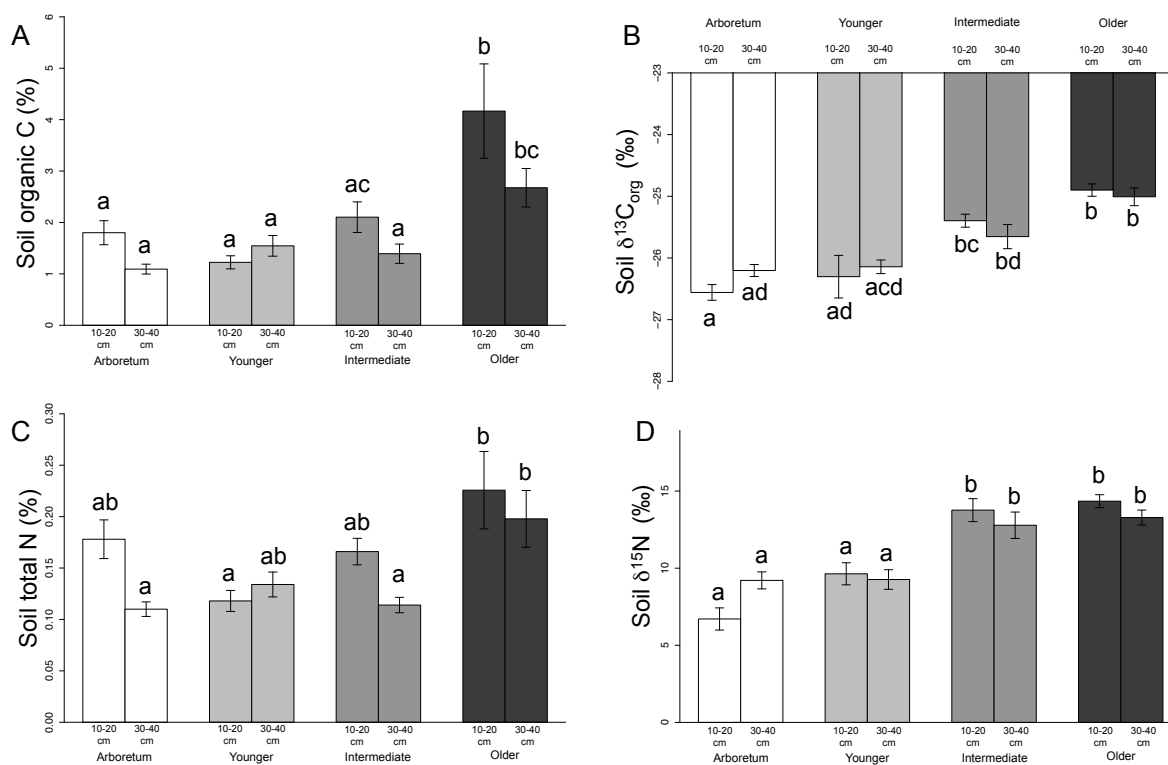 A
Soil organic C (%)
6
5
4
3
2
1
0
a
a
a
a
ac
a
b
bc
10-20 cm
30-40 cm
10-20 cm
30-40 cm
10-20 cm
30-40 cm
10-20 cm
30-40 cm
Arboretum
Younger
Intermediate
Older
B
Arboretum
Younger
Intermediate
Older
10-20 cm
30-40 cm
10-20 cm
30-40 cm
10-20 cm
30-40 cm
10-20 cm
30-40 cm
Soil δ¹³C_org (‰)
−23
−24
−25
−26
−27
−28
a
ad
ad
acd
bc
bd
b
b
C
Soil total N (%)
0.30
0.25
0.20
0.15
0.10
0.05
0.00
ab
a
a
ab
ab
a
b
b
10-20 cm
30-40 cm
10-20 cm
30-40 cm
10-20 cm
30-40 cm
10-20 cm
30-40 cm
Arboretum
Younger
Intermediate
Older
D
Soil δ¹⁵N (‰)
15
10
5
0
a
a
a
a
b
b
b
b
10-20 cm
30-40 cm
10-20 cm
30-40 cm
10-20 cm
30-40 cm
10-20 cm
30-40 cm
Arboretum
Younger
Intermediate
Older